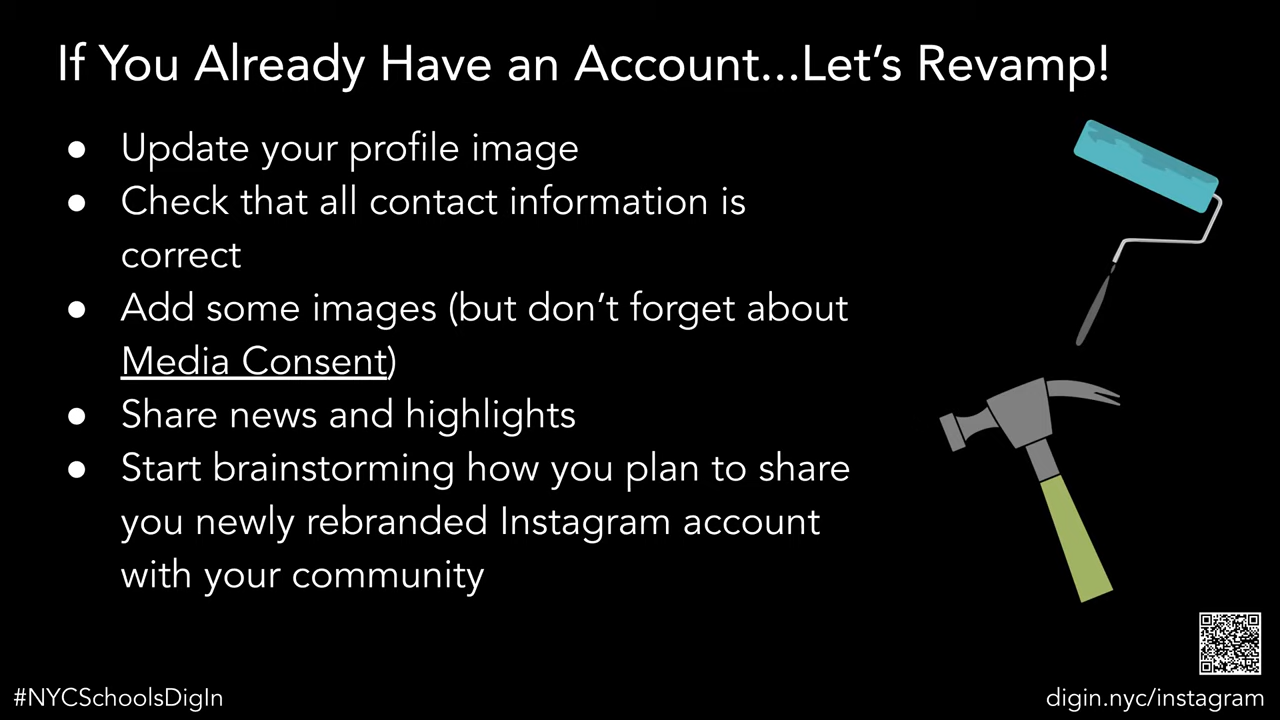 If You Already Have an Account...Let's Revamp!
● Update your profile image
● Check that all contact information is
correct
● Add some images (but don't forget about
Media Consent)
● Share news and highlights
● Start brainstorming how you plan to share
you newly rebranded Instagram account
with your community
#NYCSchoolsDigIn
digin.nyc/instagram